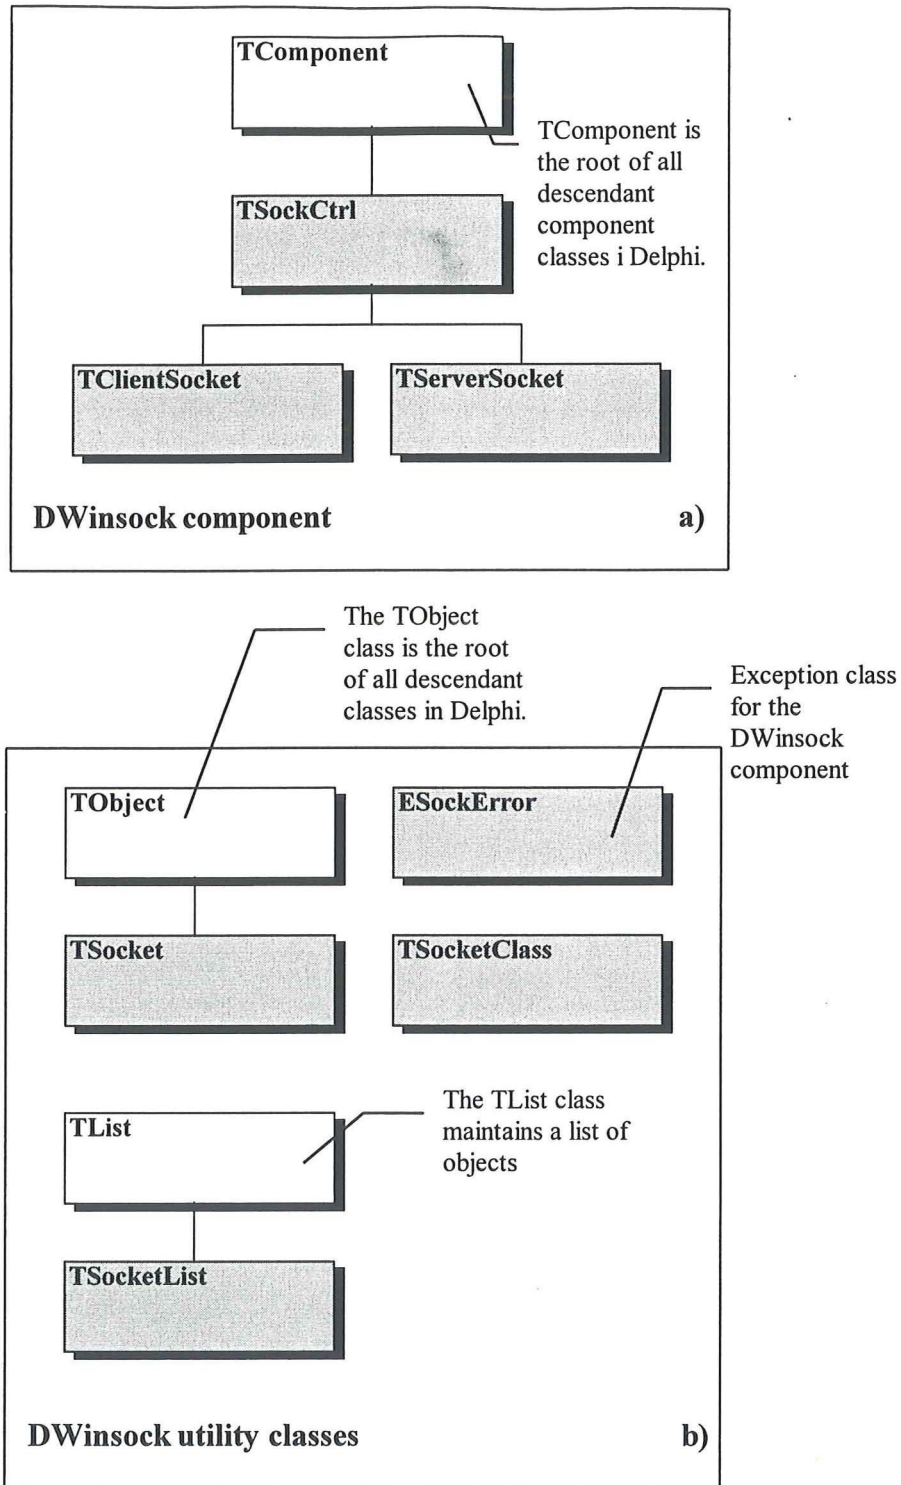 TComponent
TComponent is
the root of all
descendant
component
classes i Delphi.
TSockCtrl
TClientSocket
TServerSocket
DWinsock component
a)
The TObject
class is the root
of all descendant
classes in Delphi.
Exception class
for the
DWinsock
component
TObject
ESockError
TSocket
TSocketClass
TList
The TList class
maintains a list of
objects
TSocketList
DWinsock utility classes
b)